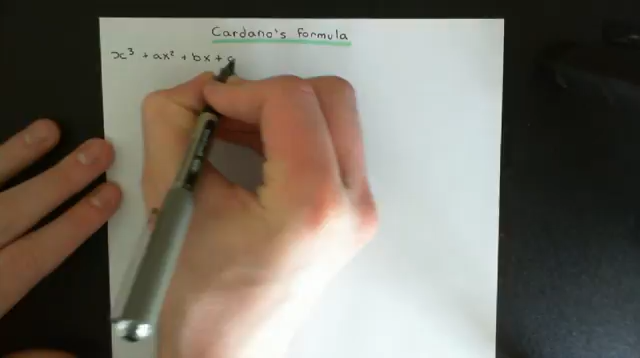 Cardano's Formula
x³ + ax² + bx + c